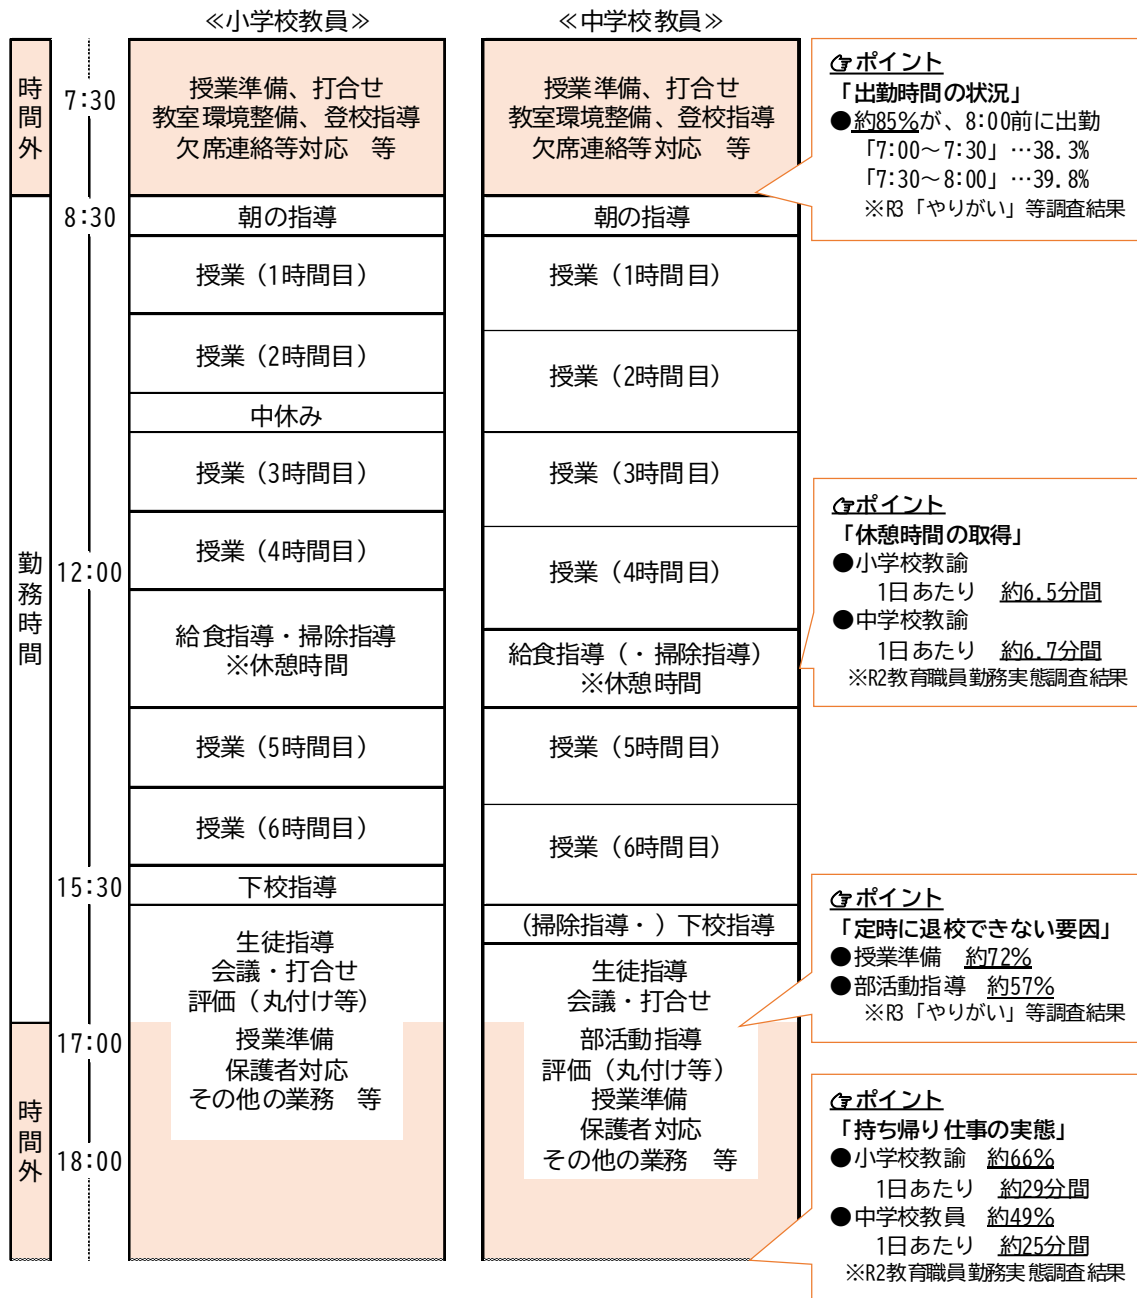 ≪小学校教員≫
≪中学校教員≫
時間外
7:30
8:30
勤務時間
12:00
15:30
17:00
時間外
18:00
授業準備、打合せ
教室環境整備、登校指導
欠席連絡等対応　等
朝の指導
授業（1時間目）
授業（2時間目）
中休み
授業（3時間目）
授業（4時間目）
給食指導・掃除指導
※休憩時間
授業（5時間目）
授業（6時間目）
下校指導
生徒指導
会議・打合せ
評価（丸付け等）
授業準備
保護者対応
その他の業務　等
授業準備、打合せ
教室環境整備、登校指導
欠席連絡等対応　等
朝の指導
授業（1時間目）
授業（2時間目）
授業（3時間目）
授業（4時間目）
給食指導（・掃除指導）
※休憩時間
授業（5時間目）
授業（6時間目）
（掃除指導・）下校指導
生徒指導
会議・打合せ
部活動指導
評価（丸付け等）
授業準備
保護者対応
その他の業務　等
☞ポイント
「出勤時間の状況」
●約85%が、8:00前に出勤
「7:00～7:30」…38.3%
「7:30～8:00」…39.8%
※R3「やりがい」等調査結果
☞ポイント
「休憩時間の取得」
●小学校教諭
1日あたり　約6.5分間
●中学校教諭
1日あたり　約6.7分間
※R2教育職員勤務実態調査結果
☞ポイント
「定時に退校できない要因」
●授業準備　約72%
●部活動指導　約57%
※R3「やりがい」等調査結果
☞ポイント
「持ち帰り仕事の実態」
●小学校教諭　約66%
1日あたり　約29分間
●中学校教員　約49%
1日あたり　約25分間
※R2教育職員勤務実態調査結果